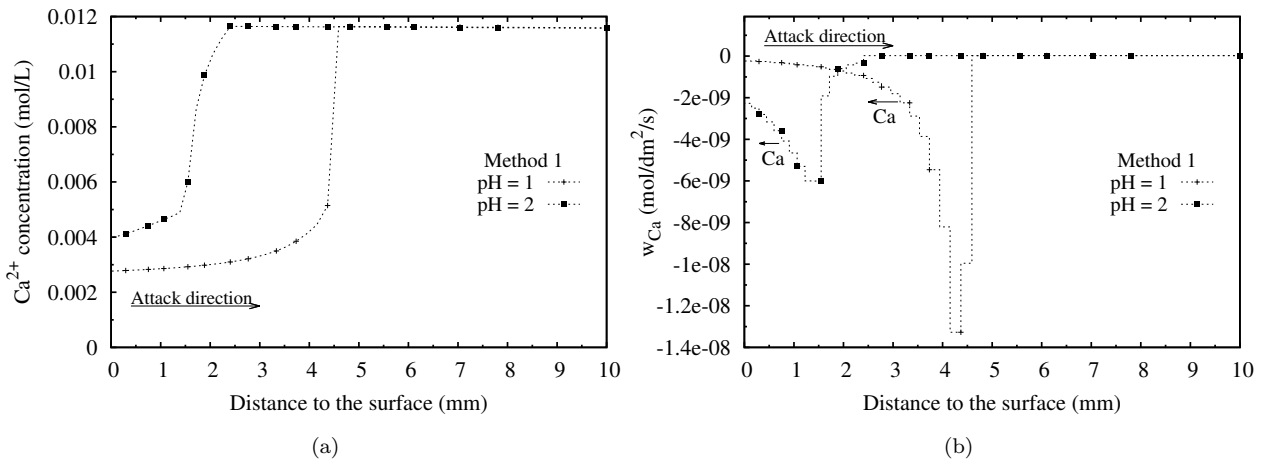 0.012
0.01
0.008
0.006
0.004
0.002
0
Ca2+ concentration (mol/L)
Method 1
pH = 1
pH = 2
Attack direction
0 1 2 3 4 5 6 7 8 9 10
Distance to the surface (mm)
(a)
Attack direction
0
-2e-09
-4e-09
-6e-09
-8e-09
-1e-08
-1.2e-08
-1.4e-08
wCa (mol/dm2/s)
Ca
Ca
Method 1
pH = 1
pH = 2
0 1 2 3 4 5 6 7 8 9 10
Distance to the surface (mm)
(b)